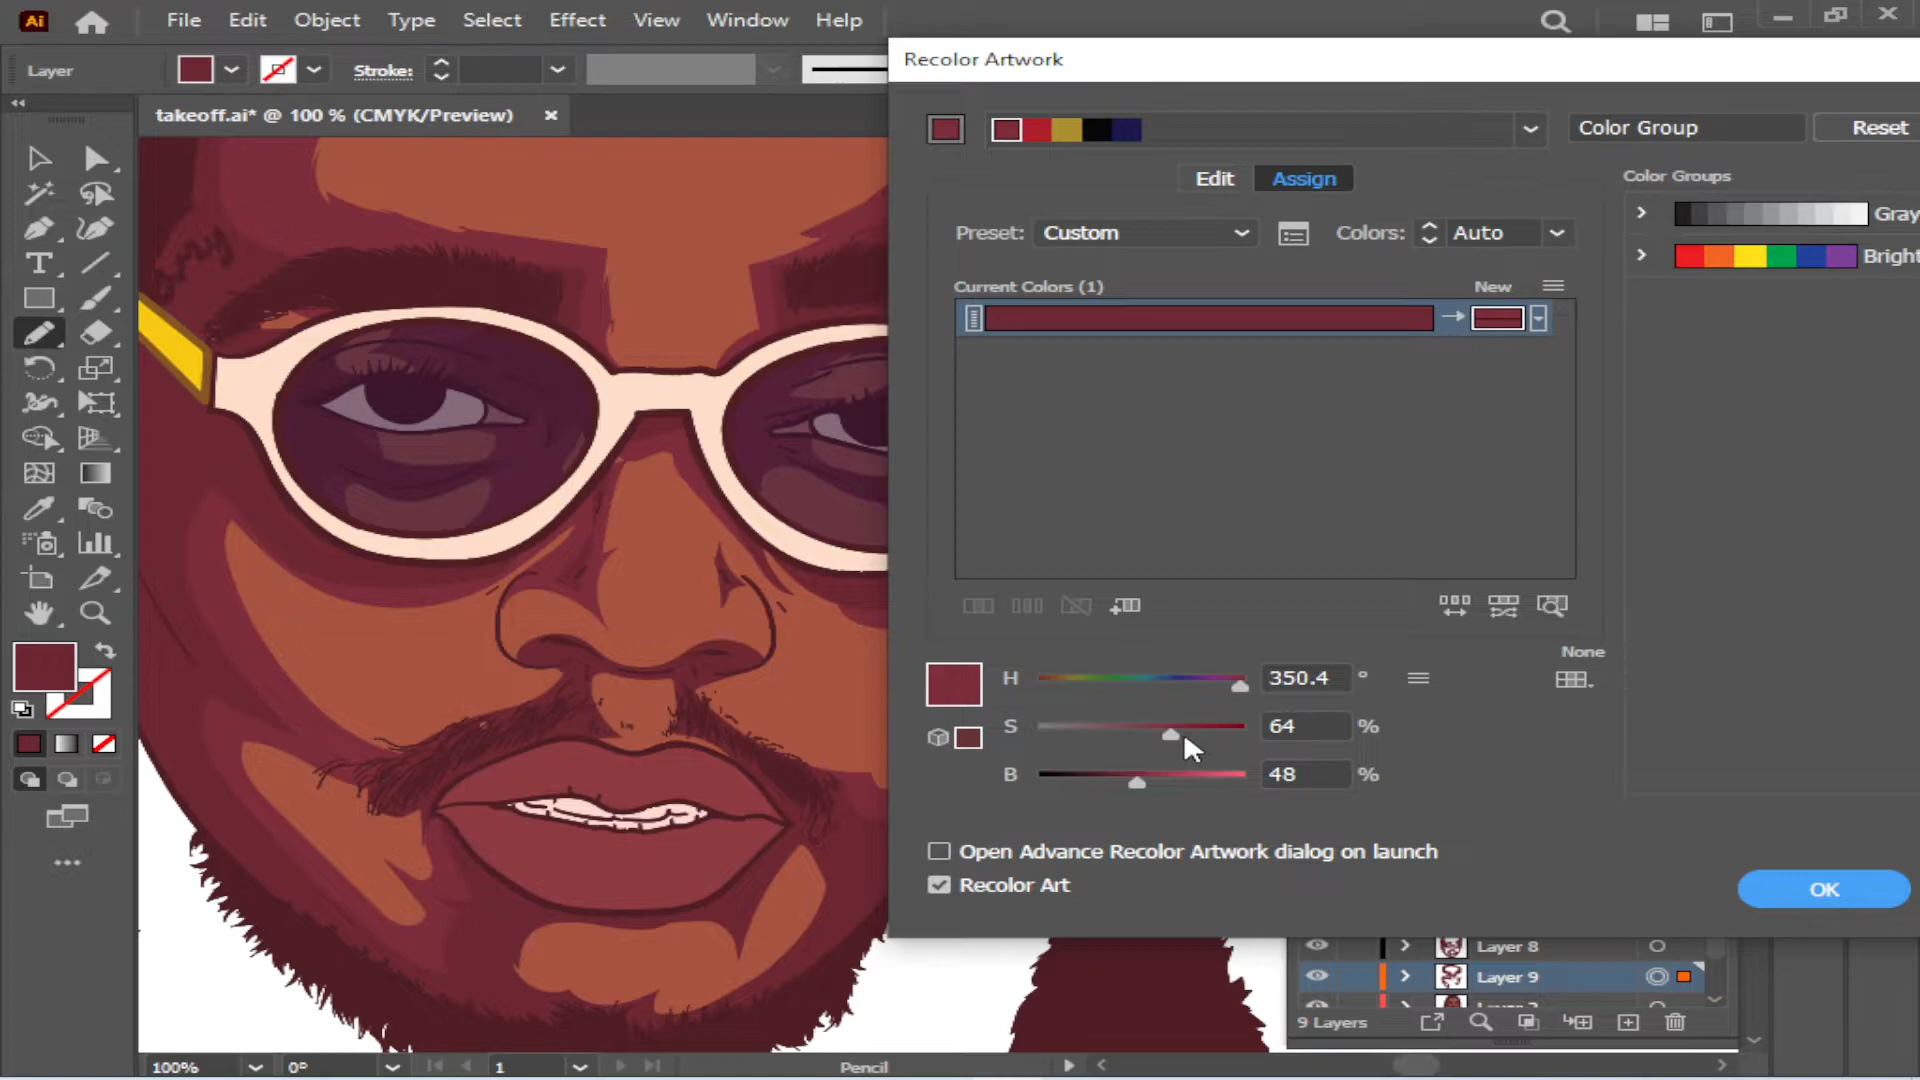 Ai File Edit Object Type Select Effect View Window Help
Layer Stroke:
Recolor Artwork
takeoff.ai* @ 100 % (CMYK/Preview)
Color Group Reset
Edit Assign Color Groups
Preset: Custom Colors: Auto
Gray
Bright
Current Colors (1) New
None
H 350.4 °
S 64 %
B 48 %
Open Advance Recolor Artwork dialog on launch
Recolor Art
OK
Layer 8
Layer 9
9 Layers
100% 0° 1 Pencil